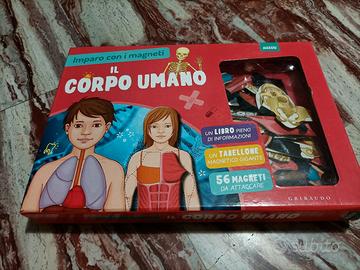 Imparo con i magneti
IL
CORPO UMANO
UN LIBRO PIENO
DI INFORMAZIONI
UN TABELLONE
MAGNETICO GIGANTE
56 MAGNETI
DA ATTACCARE
GRIBAUDO
IL CORPO UMANO
subito